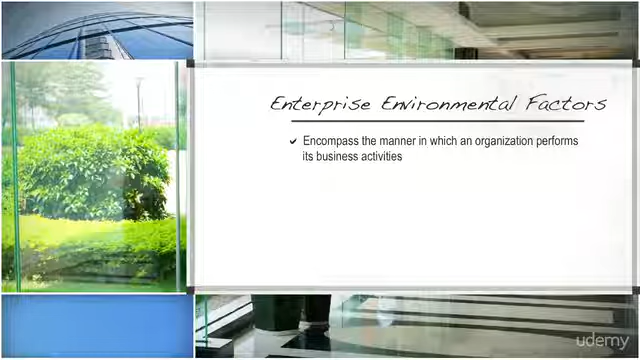 Enterprise Environmental Factors
✔ Encompass the manner in which an organization performs
its business activities
udemy